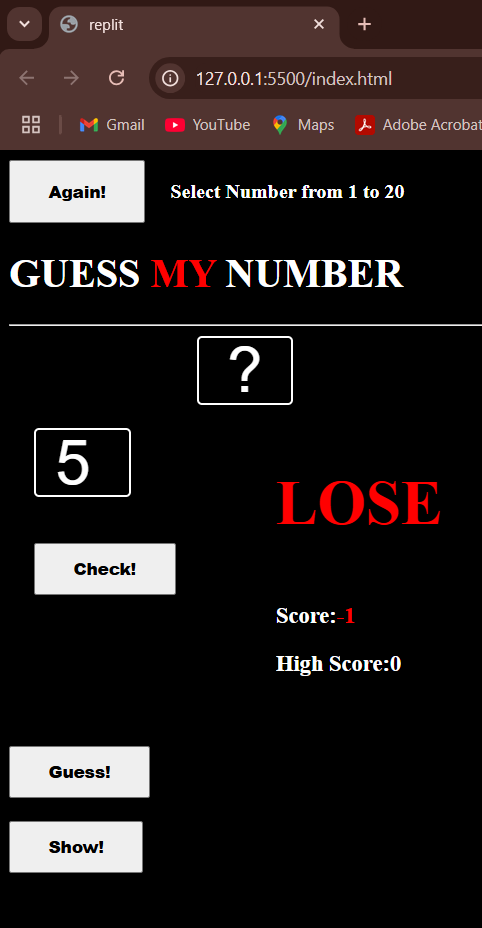 replit
127.0.0.1:5500/index.html
Gmail YouTube Maps Adobe Acrobat
Again! Select Number from 1 to 20
GUESS MY NUMBER
?
5
LOSE
Check!
Score:-1
High Score:0
Guess!
Show!